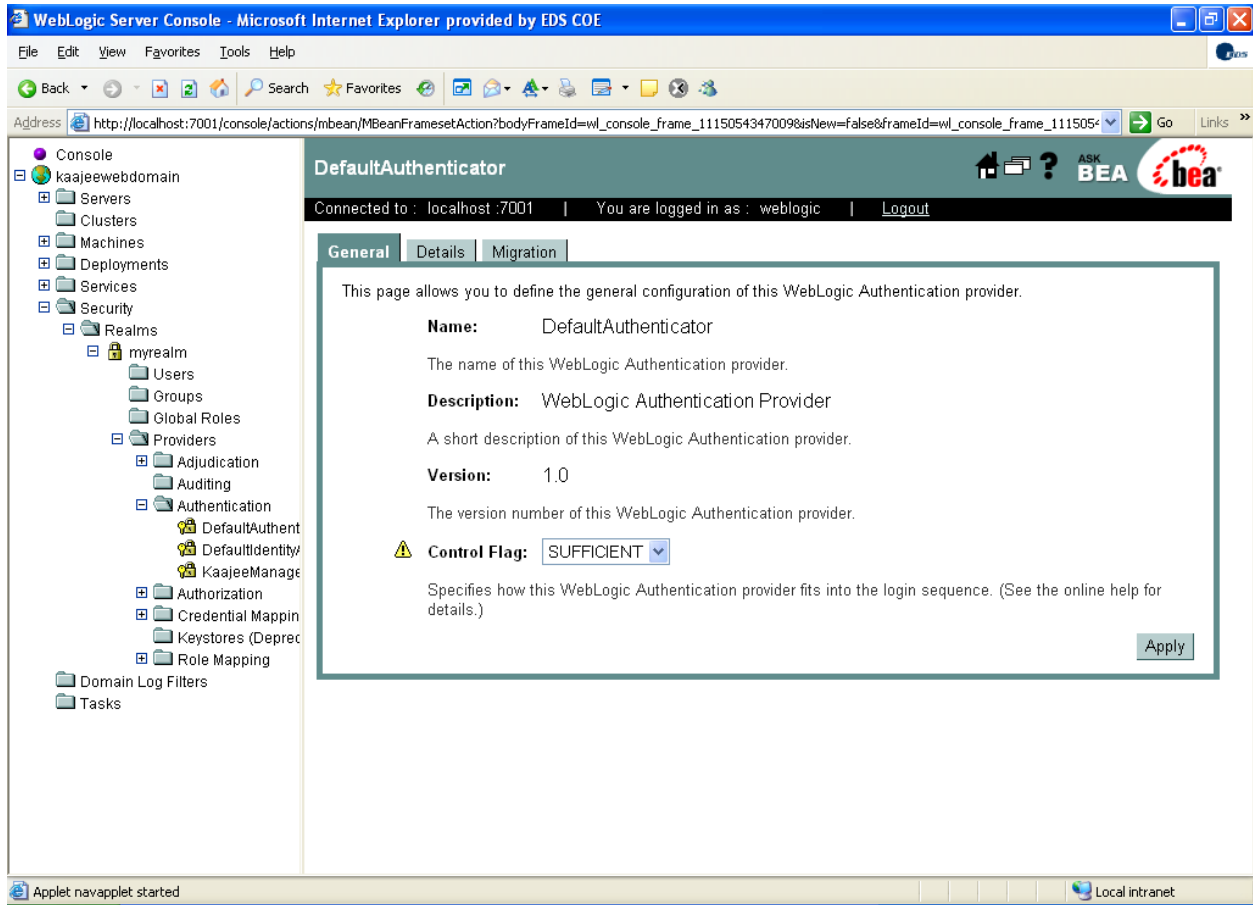 WebLogic Server Console - Microsoft Internet Explorer provided by EDS COE
File Edit View Favorites Tools Help
eds
Back Search Favorites
Address http://localhost:7001/console/actions/mbean/MBeanFramesetAction?bodyFrameId=wl_console_frame_1115054347009&isNew=false&frameId=wl_console_frame_111505 Go Links »
Console
kaajeewebdomain
Servers
Clusters
Machines
Deployments
Services
Security
Realms
myrealm
Users
Groups
Global Roles
Providers
Adjudication
Auditing
Authentication
DefaultAuthent
DefaultIdentity
KaajeeManage
Authorization
Credential Mappin
Keystores (Deprec
Role Mapping
Domain Log Filters
Tasks
DefaultAuthenticator
? ASK BEA bea
Connected to : localhost :7001 | You are logged in as : weblogic | Logout
General Details Migration
This page allows you to define the general configuration of this WebLogic Authentication provider.
Name: DefaultAuthenticator
The name of this WebLogic Authentication provider.
Description: WebLogic Authentication Provider
A short description of this WebLogic Authentication provider.
Version: 1.0
The version number of this WebLogic Authentication provider.
Control Flag: SUFFICIENT
Specifies how this WebLogic Authentication provider fits into the login sequence. (See the online help for
details.)
Apply
Applet navapplet started
Local intranet